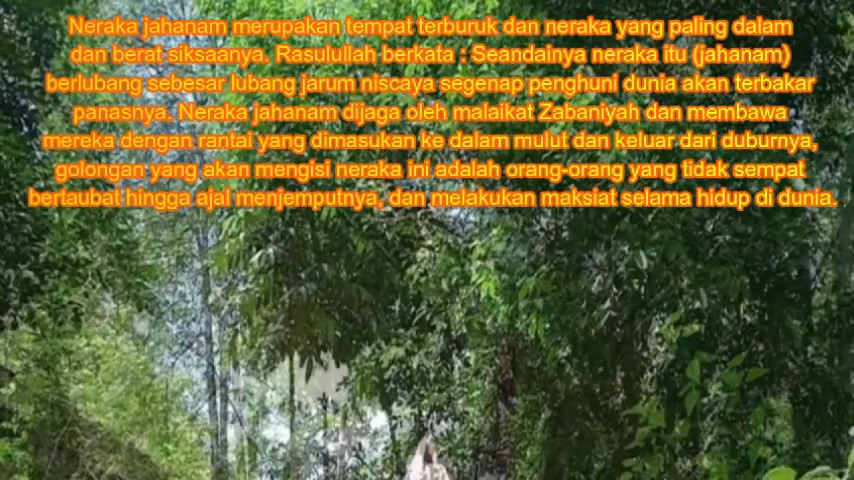 Neraka jahanam merupakan tempat terburuk dan neraka yang paling dalam
dan berat siksaanya. Rasulullah berkata : Seandainya neraka itu (jahanam)
berlubang sebesar lubang jarum niscaya segenap penghuni dunia akan terbakar
panasnya. Neraka jahanam dijaga oleh malaikat Zabaniyah dan membawa
mereka dengan rantai yang dimasukan ke dalam mulut dan keluar dari duburnya,
golongan yang akan mengisi neraka ini adalah orang-orang yang tidak sempat
bertaubat hingga ajal menjemputnya, dan melakukan maksiat selama hidup di dunia.